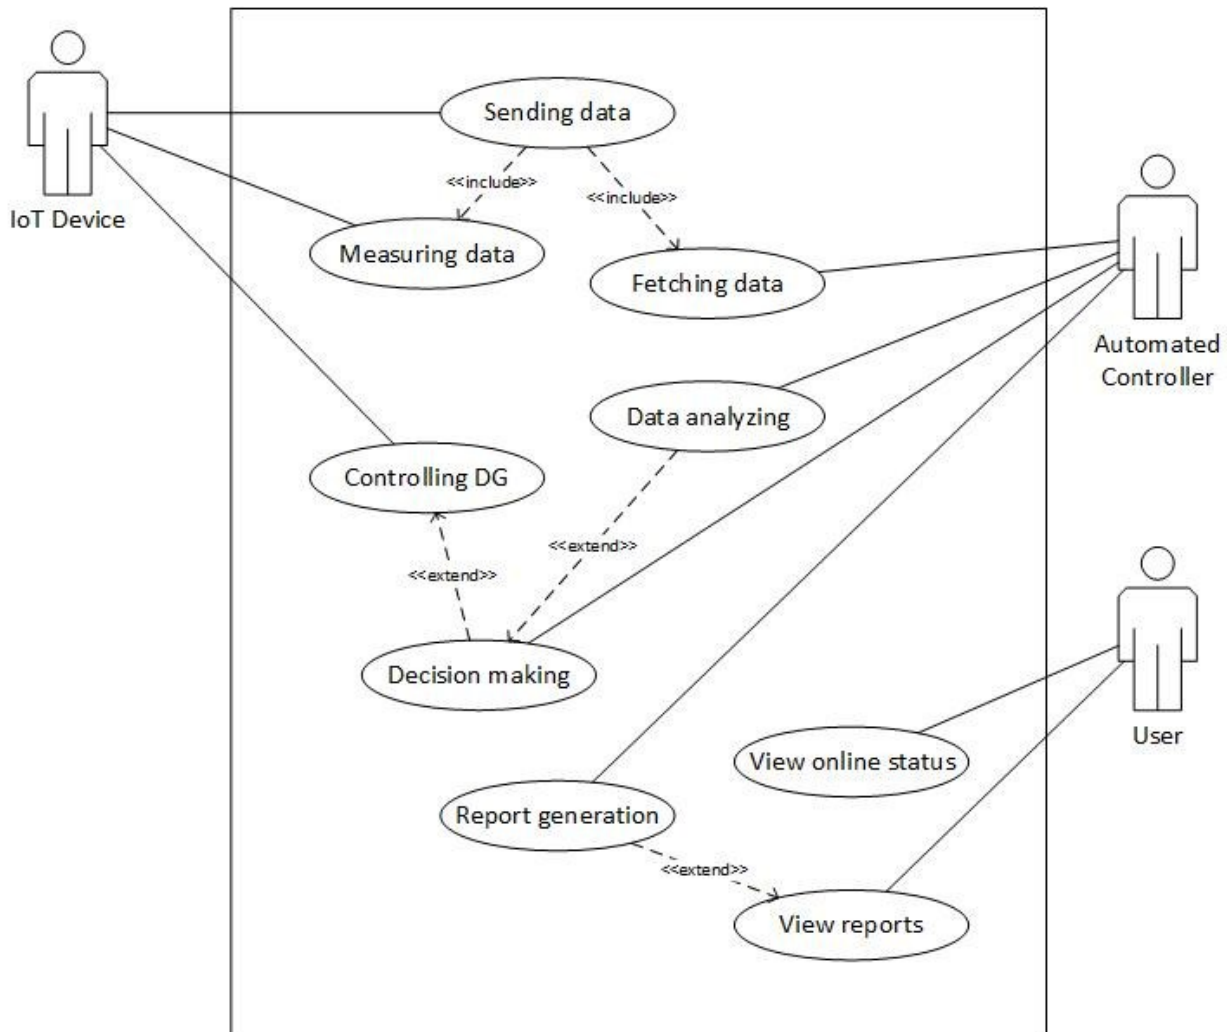 Sending data
<<include>>
<<include>>
IoT Device
Measuring data
Fetching data
Automated
Controller
Data analyzing
Controlling DG
<<extend>>
<<extend>>
Decision making
User
View online status
Report generation
<<extend>>
View reports